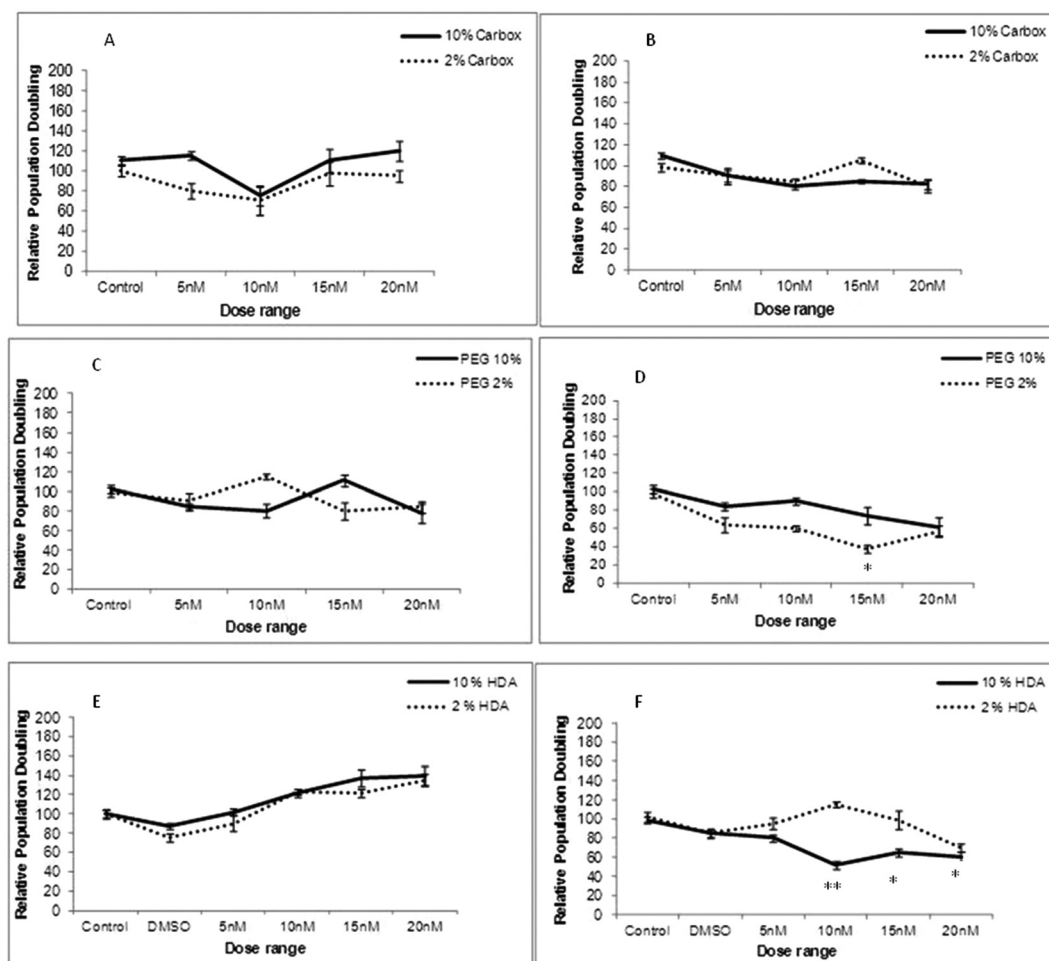 A
10% Carbox
2% Carbox
Relative Population Doubling
200
180
160
140
120
100
80
60
40
20
0
Control 5nM 10nM 15nM 20nM
Dose range
B
10% Carbox
2% Carbox
Relative Population Doubling
200
180
160
140
120
100
80
60
40
20
0
Control 5nM 10nM 15nM 20nM
Dose range
C
PEG 10%
PEG 2%
Relative Population Doubling
200
180
160
140
120
100
80
60
40
20
0
Control 5nM 10nM 15nM 20nM
Dose range
D
PEG 10%
PEG 2%
Relative Population Doubling
200
180
160
140
120
100
80
60
40
20
0
*
Control 5nM 10nM 15nM 20nM
Dose range
E
10 % HDA
2 % HDA
Relative Population Doubling
200
180
160
140
120
100
80
60
40
20
0
Control DMSO 5nM 10nM 15nM 20nM
Dose range
F
10 % HDA
2 % HDA
Relative Population Doubling
200
180
160
140
120
100
80
60
40
20
0
** * *
Control DMSO 5nM 10nM 15nM 20nM
Dose range